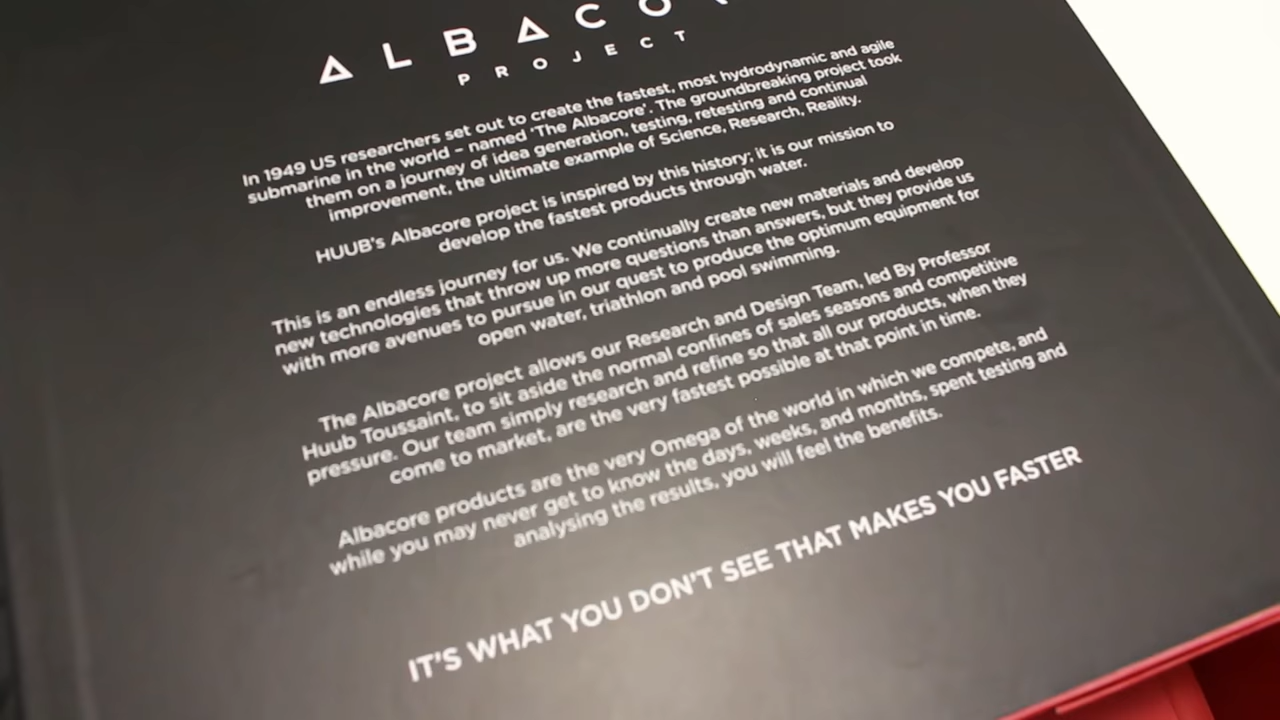 ALBACO
PROJECT
In 1949 US researchers set out to create the fastest, most hydrodynamic and agile
submarine in the world – named 'The Albacore'. The groundbreaking project took
them on a journey of idea generation, testing, retesting and continual
improvement, the ultimate example of Science, Research, Reality.
HUUB's Albacore project is inspired by this history; it is our mission to
develop the fastest products through water.
This is an endless journey for us. We continually create new materials and develop
new technologies that throw up more questions than answers, but they provide us
with more avenues to pursue in our quest to produce the optimum equipment for
open water, triathlon and pool swimming.
The Albacore project allows our Research and Design Team, led By Professor
Huub Toussaint, to sit aside the normal confines of sales seasons and competitive
pressure. Our team simply research and refine so that all our products, when they
come to market, are the very fastest possible at that point in time.
Albacore products are the very Omega of the world in which we compete, and
while you may never get to know the days, weeks, and months, spent testing and
analysing the results, you will feel the benefits.
IT'S WHAT YOU DON'T SEE THAT MAKES YOU FASTER